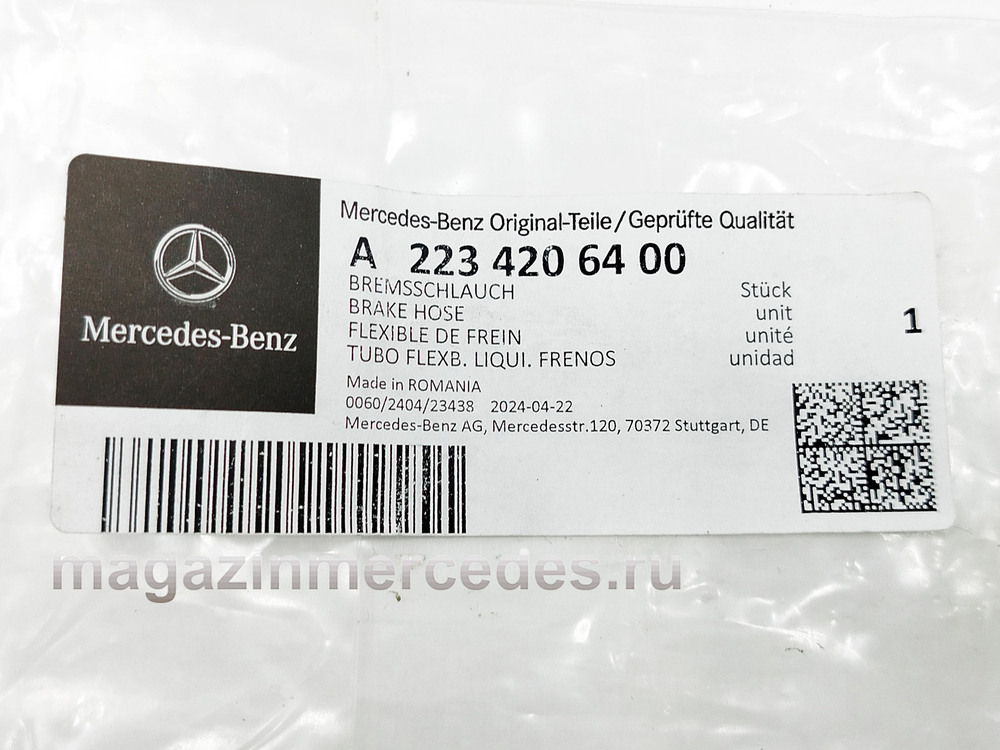 Mercedes-Benz
Mercedes-Benz Original-Teile/Geprüfte Qualität
A 223 420 64 00
BREMSSCHLAUCH Stück
BRAKE HOSE unit
FLEXIBLE DE FREIN unité
TUBO FLEXB. LIQUI. FRENOS unidad
1
Made in ROMANIA
0060/2404/23438 2024-04-22
Mercedes-Benz AG, Mercedesstr.120, 70372 Stuttgart, DE
magazinmercedes.ru